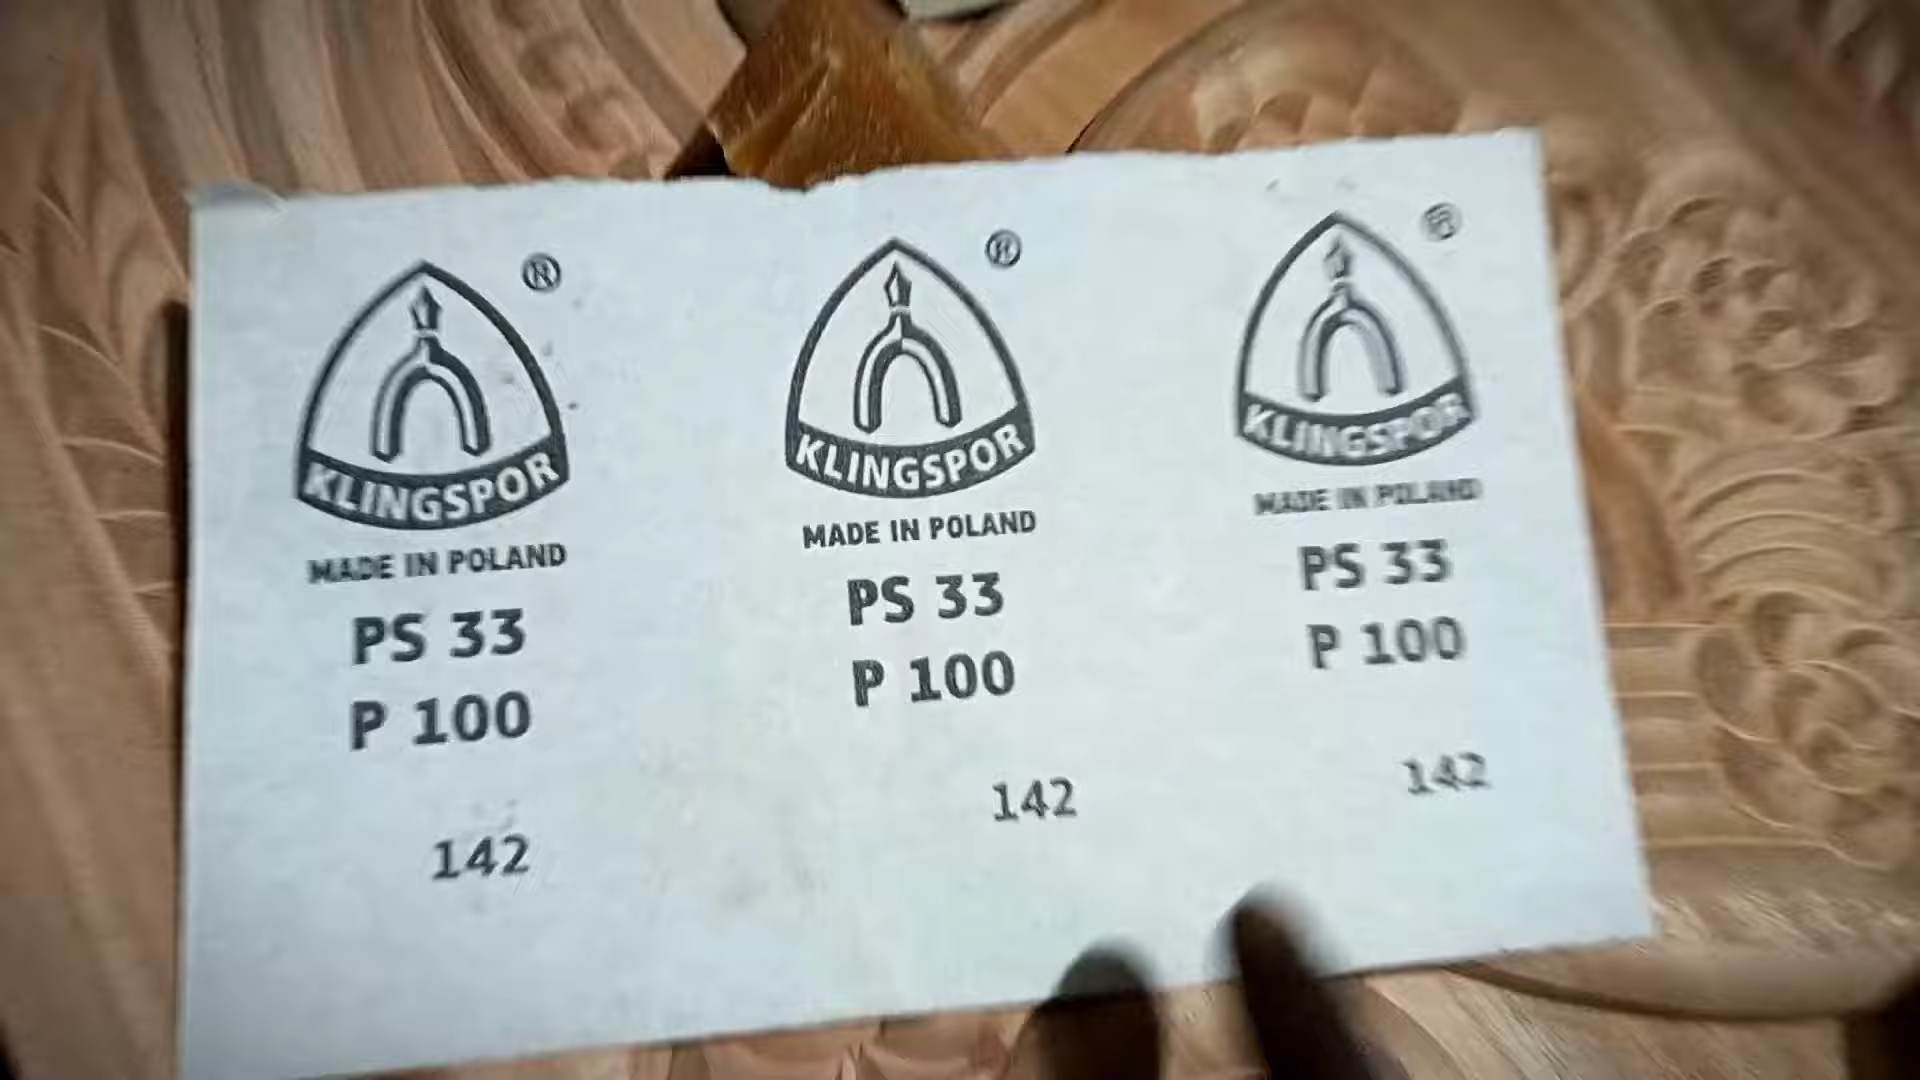 ®
KLINGSPOR
MADE IN POLAND
PS 33
P 100
142
®
KLINGSPOR
MADE IN POLAND
PS 33
P 100
142
®
KLINGSPOR
MADE IN POLAND
PS 33
P 100
142